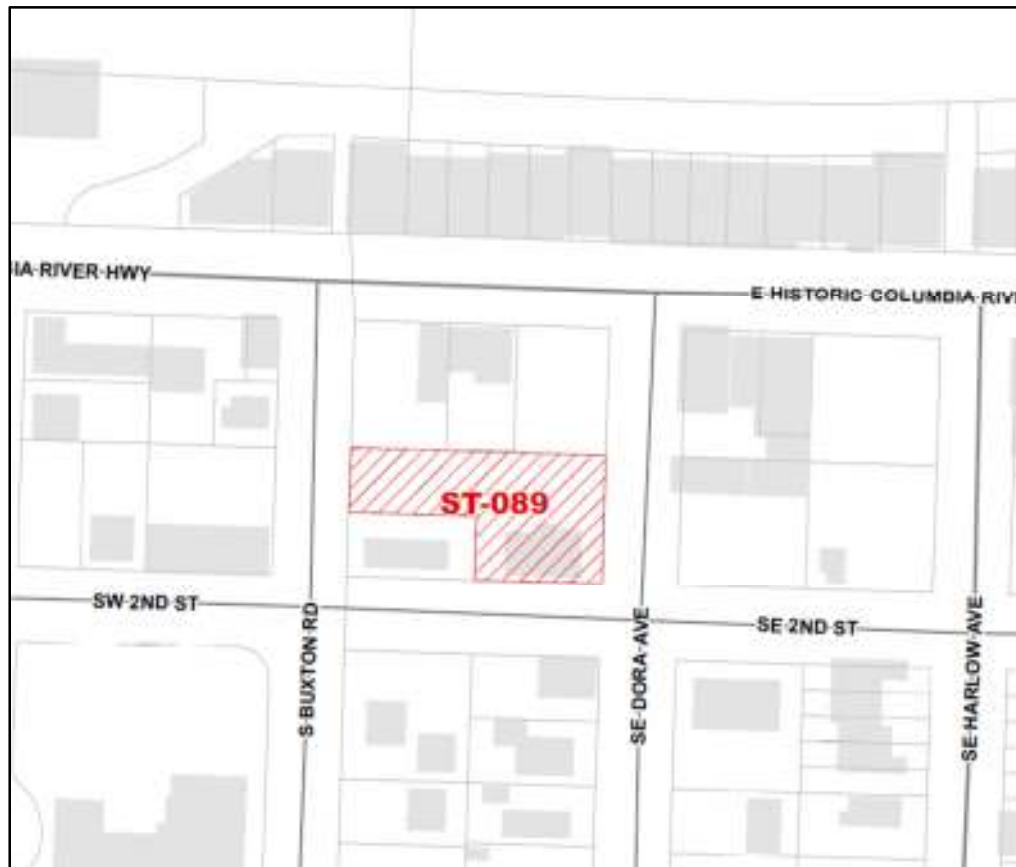 IA RIVER HWY
E HISTORIC COLUMBIA RIV
ST-089
SW 2ND ST
SE 2ND ST
S BUXTON RD
SE DORA AVE
SE HARLOW AVE